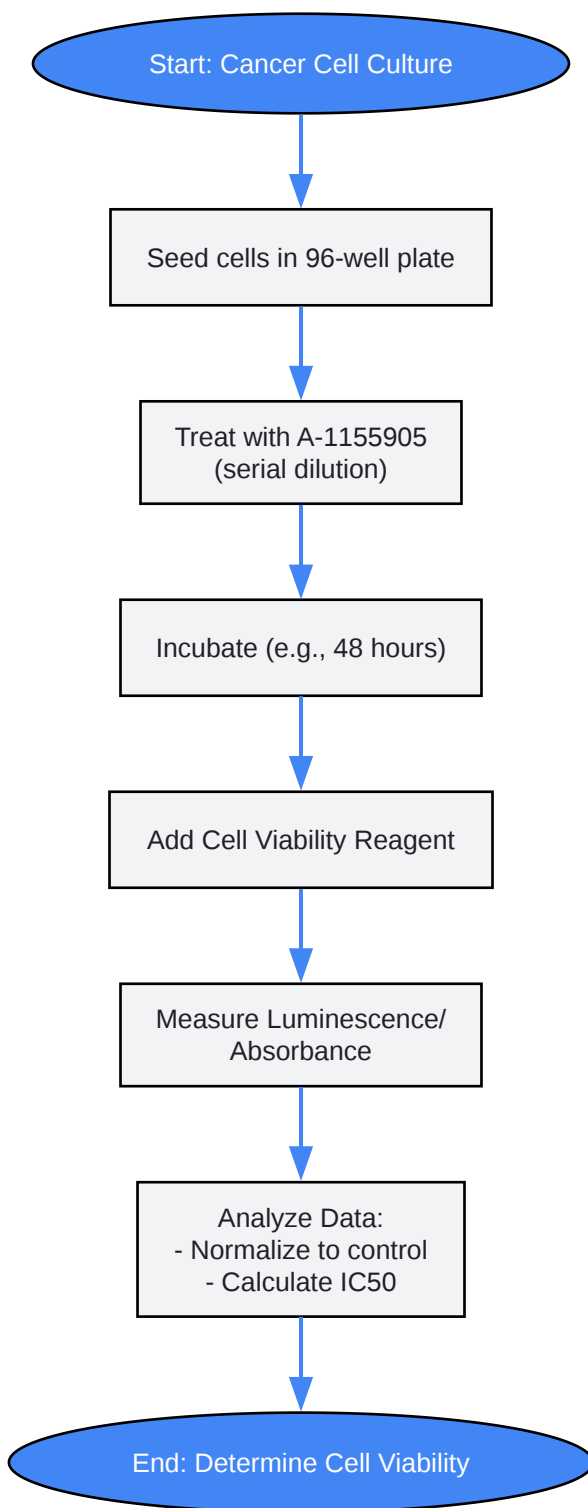 Start: Cancer Cell Culture
Seed cells in 96-well plate
Treat with A-1155905
(serial dilution)
Incubate (e.g., 48 hours)
Add Cell Viability Reagent
Measure Luminescence/
Absorbance
Analyze Data:
- Normalize to control
- Calculate IC50
End: Determine Cell Viability